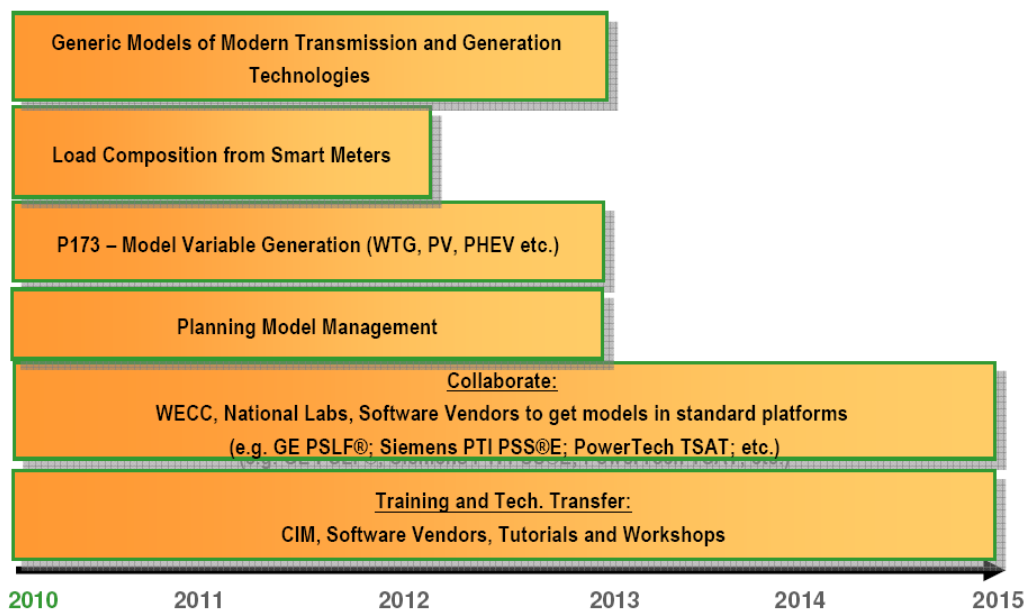 Generic Models of Modern Transmission and Generation
Technologies
Load Composition from Smart Meters
P173 – Model Variable Generation (WTG, PV, PHEV etc.)
Planning Model Management
Collaborate:
WECC, National Labs, Software Vendors to get models in standard platforms
(e.g. GE PSLF®; Siemens PTI PSS®E; PowerTech TSAT; etc.)
Training and Tech. Transfer:
CIM, Software Vendors, Tutorials and Workshops
2010 2011 2012 2013 2014 2015